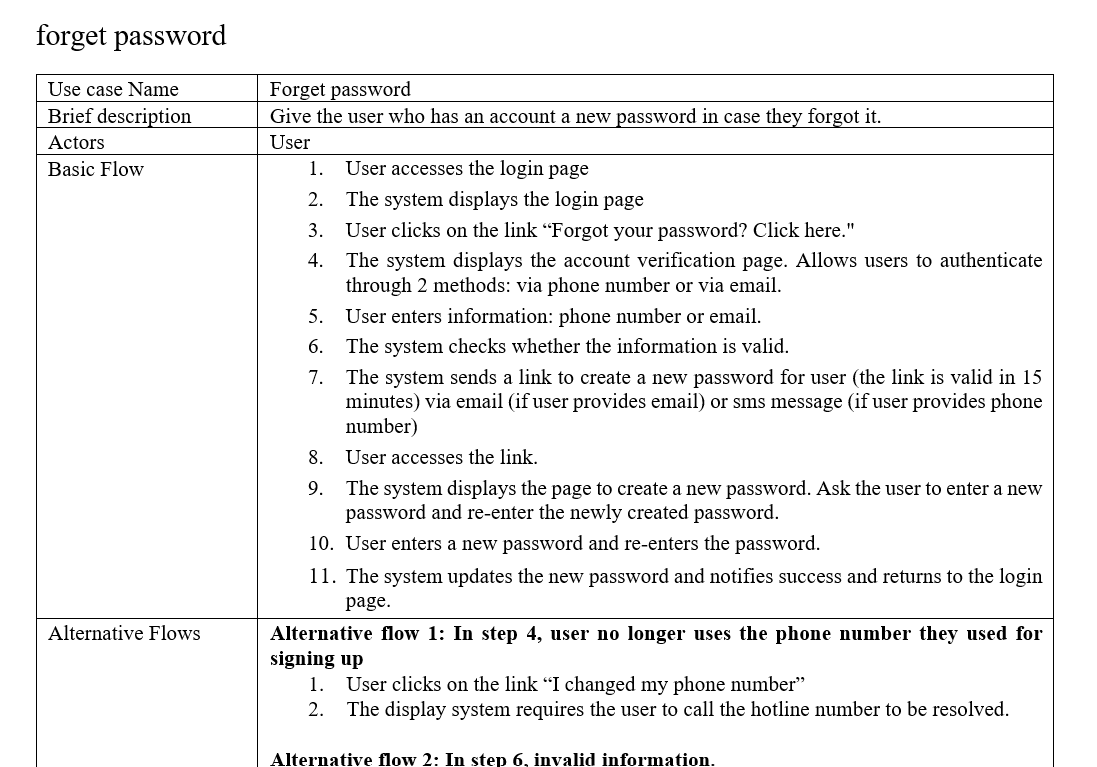 forget password
Use case Name Forget password
Brief description Give the user who has an account a new password in case they forgot it.
Actors User
Basic Flow 1. User accesses the login page
2. The system displays the login page
3. User clicks on the link “Forgot your password? Click here."
4. The system displays the account verification page. Allows users to authenticate
through 2 methods: via phone number or via email.
5. User enters information: phone number or email.
6. The system checks whether the information is valid.
7. The system sends a link to create a new password for user (the link is valid in 15
minutes) via email (if user provides email) or sms message (if user provides phone
number)
8. User accesses the link.
9. The system displays the page to create a new password. Ask the user to enter a new
password and re-enter the newly created password.
10. User enters a new password and re-enters the password.
11. The system updates the new password and notifies success and returns to the login
page.
Alternative Flows Alternative flow 1: In step 4, user no longer uses the phone number they used for
signing up
1. User clicks on the link “I changed my phone number”
2. The display system requires the user to call the hotline number to be resolved.
Alternative flow 2: In step 6, invalid information.